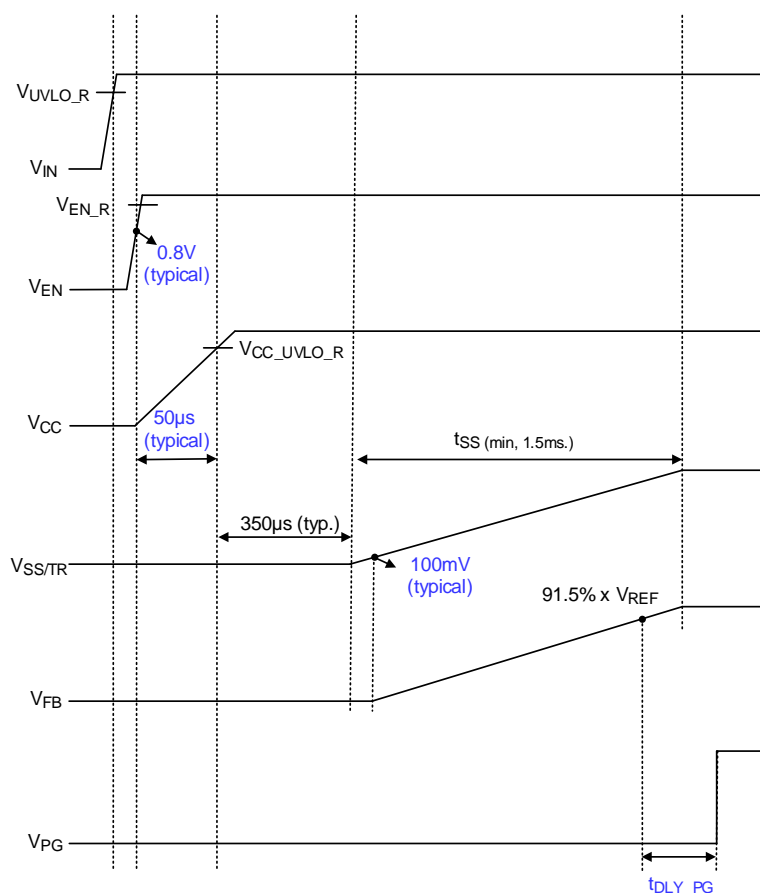 VUVLO_R
VIN
VEN_R
0.8V
(typical)
VEN
VCC_UVLO_R
VCC
50µs
(typical)
tSS (min, 1.5ms.)
350µs (typ.)
VSS/TR
100mV
(typical)
91.5% x VREF
VFB
VPG
tDLY_PG